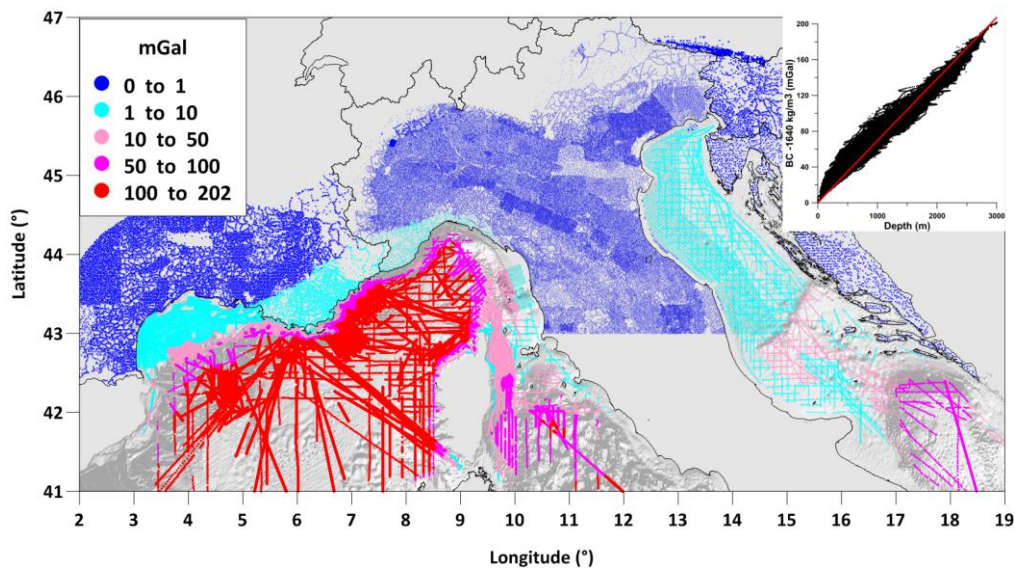 mGal
0 to 1
1 to 10
10 to 50
50 to 100
100 to 202
47
46
45
44
43
42
41
Latitude (°)
2 3 4 5 6 7 8 9 10 11 12 13 14 15 16 17 18 19
Longitude (°)
BC -1640 kg/m³ (mGal)
200
160
120
80
40
0
0 1000 2000 3000
Depth (m)